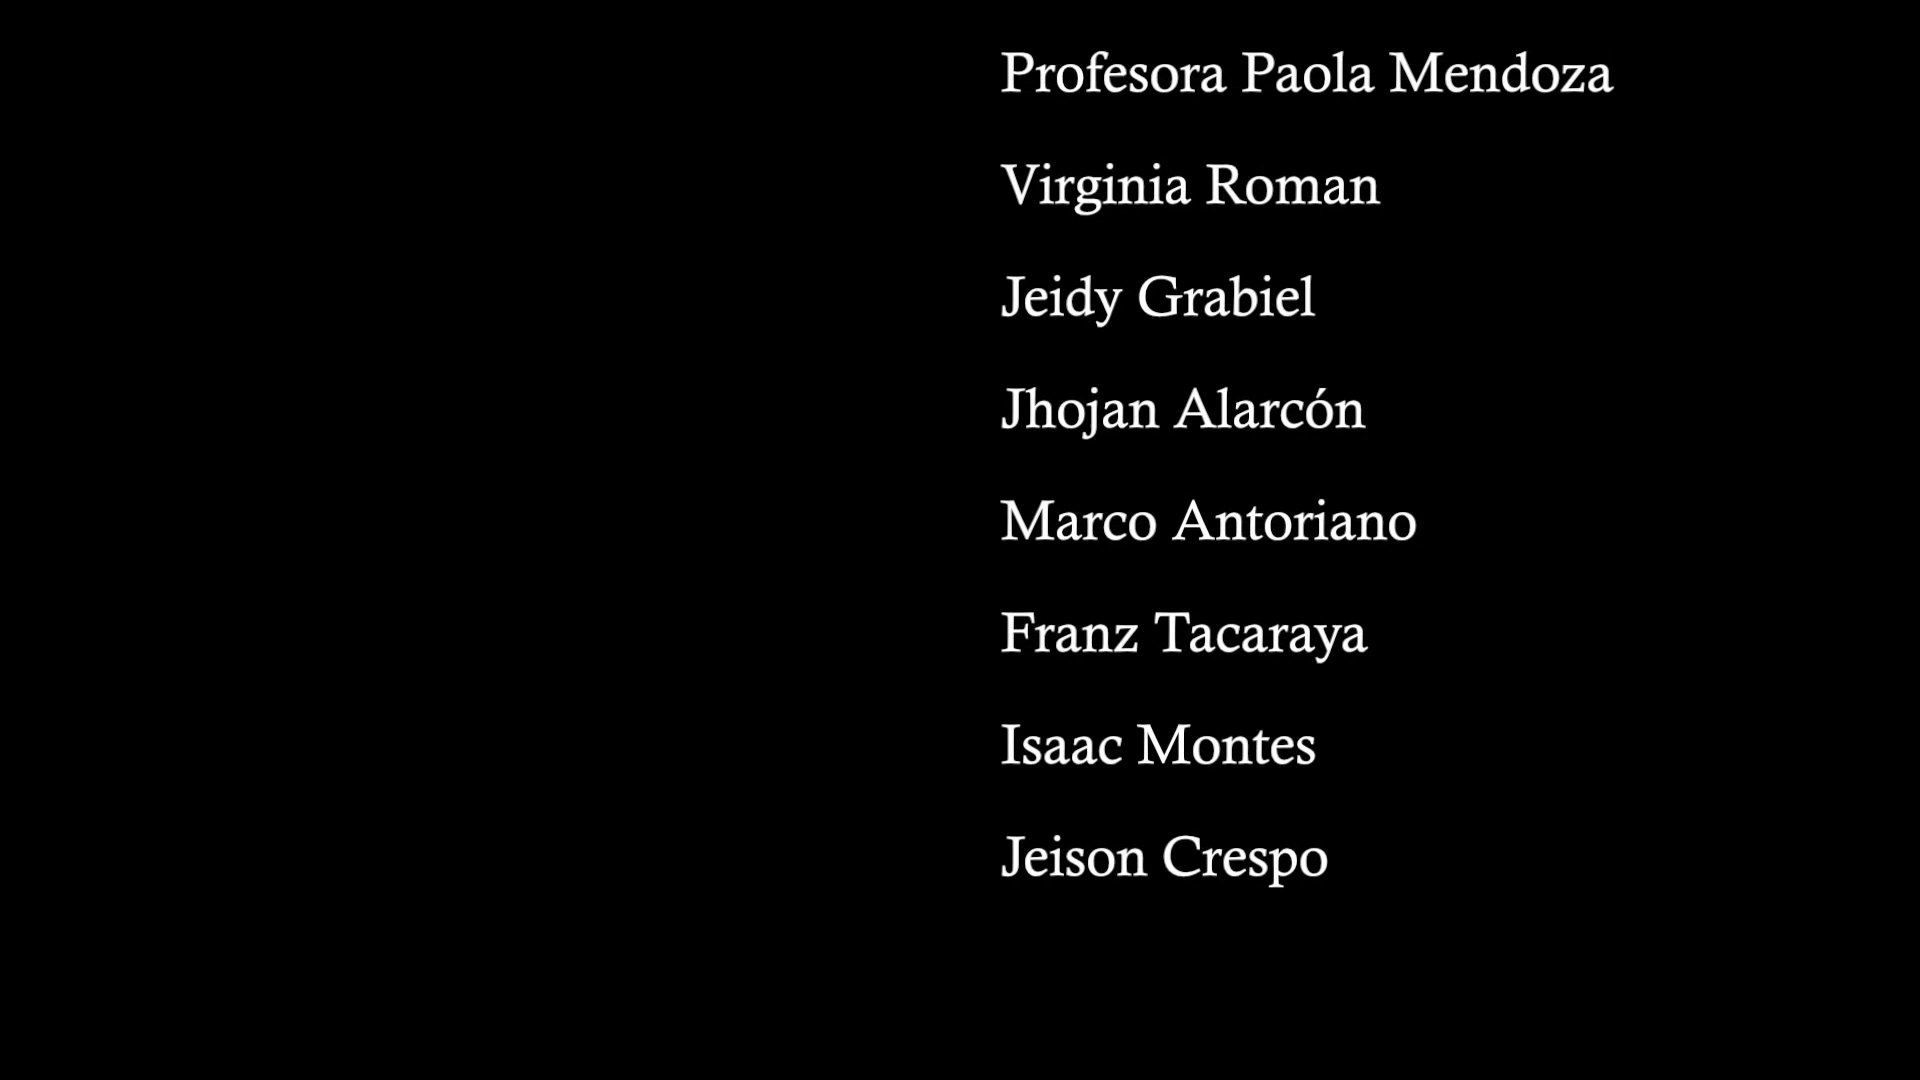 Profesora Paola Mendoza
Virginia Roman
Jeidy Grabiel
Jhojan Alarcón
Marco Antoriano
Franz Tacaraya
Isaac Montes
Jeison Crespo